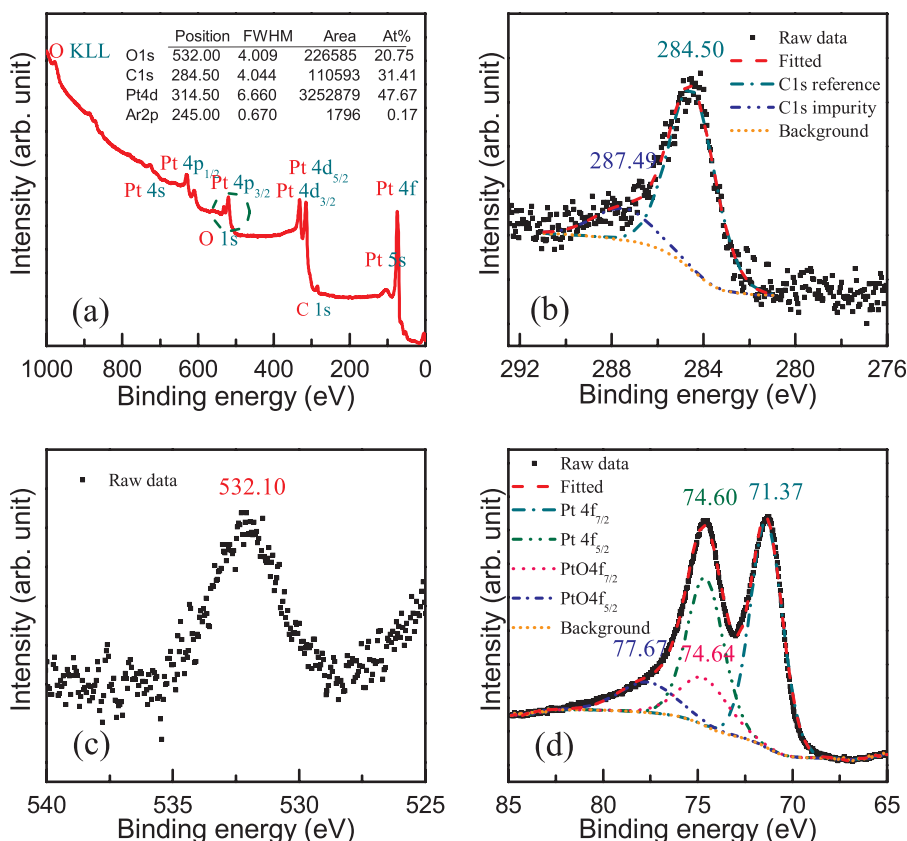 Position FWHM Area At%
O1s 532.00 4.009 226585 20.75
C1s 284.50 4.044 110593 31.41
Pt4d 314.50 6.660 3252879 47.67
Ar2p 245.00 0.670 1796 0.17
O KLL
Pt 4s
Pt 4p1/2
Pt 4p3/2
O 1s
Pt 4d5/2
Pt 4d3/2
C 1s
Pt 4f
Pt 5s
(a)
1000 800 600 400 200 0
Binding energy (eV)
Intensity (arb. unit)
284.50
287.49
Raw data
Fitted
C1s reference
C1s impurity
Background
(b)
292 288 284 280 276
Binding energy (eV)
Intensity (arb. unit)
Raw data
532.10
(c)
540 535 530 525
Binding energy (eV)
Intensity (arb. unit)
Raw data
Fitted
Pt 4f7/2
Pt 4f5/2
PtO4f7/2
PtO4f5/2
Background
74.60
71.37
77.67
74.64
(d)
85 80 75 70 65
Binding energy (eV)
Intensity (arb. unit)